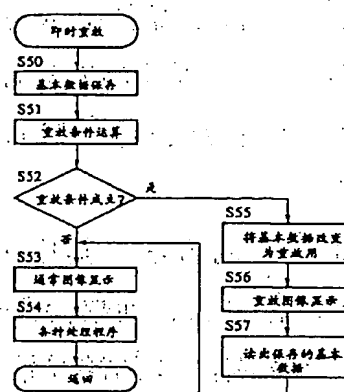 即时重放
S50
基本数据保存
S51
重放条件运算
S52
重放条件成立？
是
否
S53
通常图像显示
S54
各种处理程序
返回
S55
将基本数据改变
为重放用
S56
重放图像显示
S57
读出保存的基本
数据